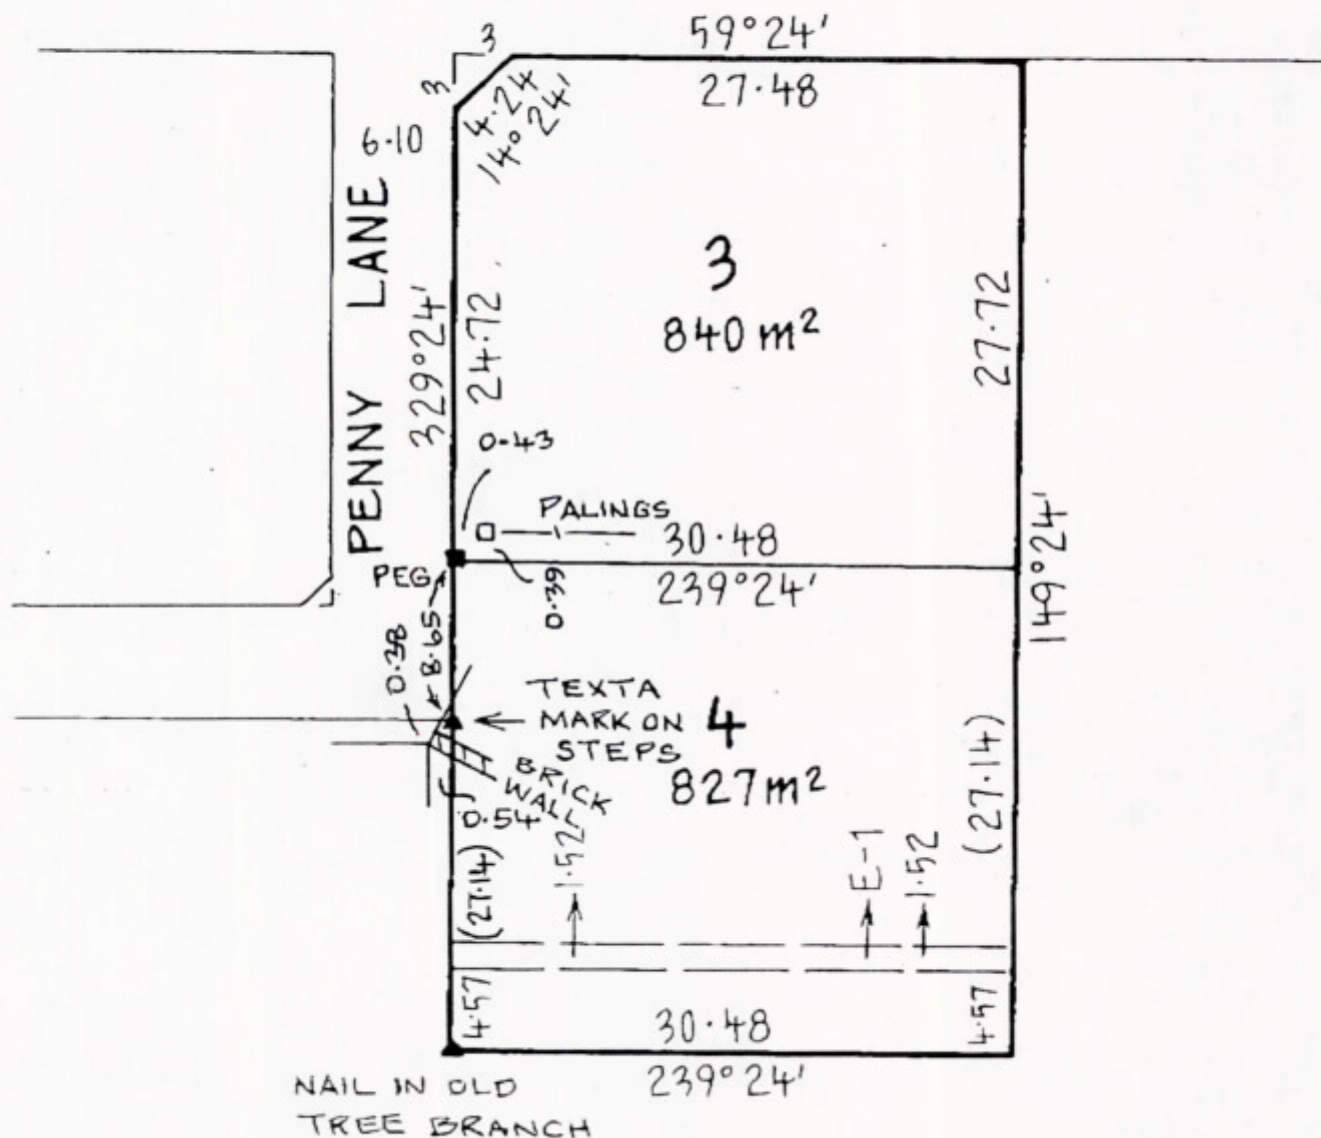 59°24'
3
3
27·48
4·24
14°24'
6·10
PENNY LANE
329°24'
24·72
3
840 m²
27·72
0·43
PALINGS
30·48
239°24'
149°24'
PEG
0.39
0.38
8.65
TEXTA
MARK ON
STEPS
4
827m²
BRICK
WALL
0.54
(27·14)
(27·14)
1·52
E-1
1·52
4·57
4·57
30·48
239°24'
NAIL IN OLD
TREE BRANCH